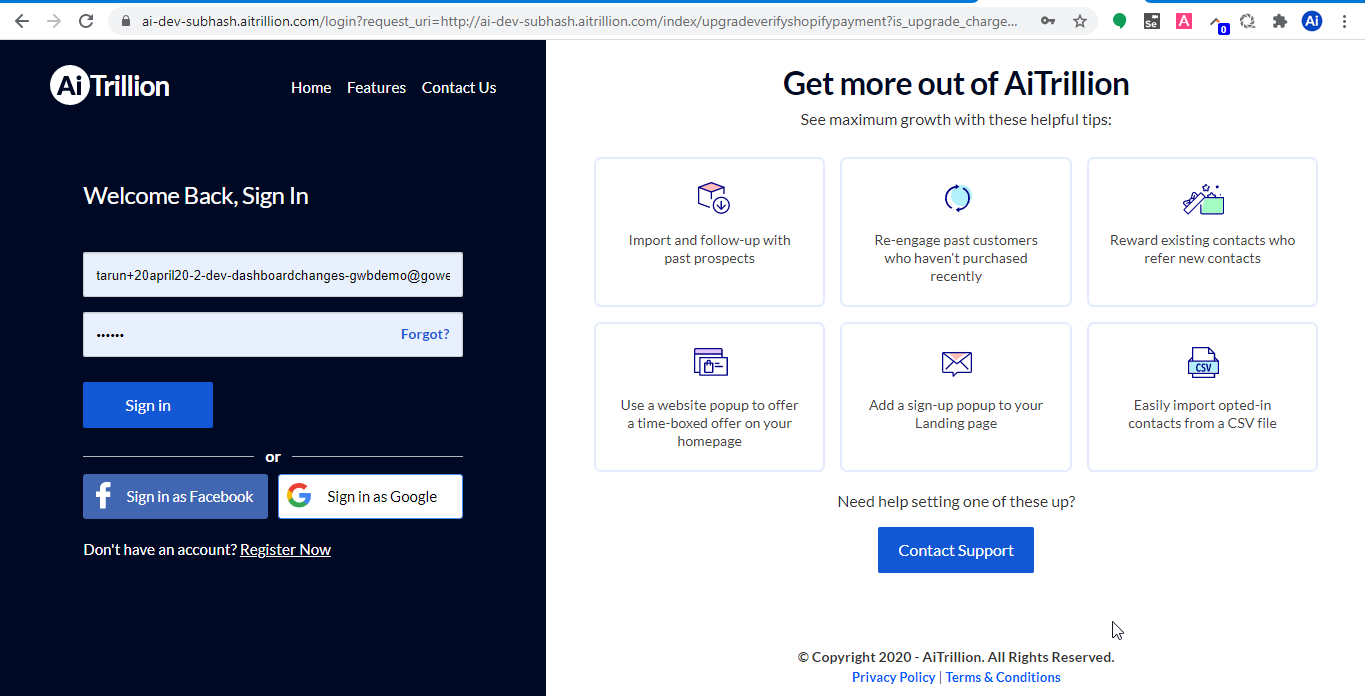 ai-dev-subhash.aitrillion.com/login?request_uri=http://ai-dev-subhash.aitrillion.com/index/upgradeverifyshopifypayment?is_upgrade_charge...
Se
A
0
Ai
AiTrillion
Home Features Contact Us
Welcome Back, Sign In
tarun+20april20-2-dev-dashboardchanges-gwbdemo@gowe
•••••• Forgot?
Sign in
or
f Sign in as Facebook
G Sign in as Google
Don't have an account? Register Now
Get more out of AiTrillion
See maximum growth with these helpful tips:
Import and follow-up with
past prospects
Re-engage past customers
who haven't purchased
recently
Reward existing contacts who
refer new contacts
Use a website popup to offer
a time-boxed offer on your
homepage
Add a sign-up popup to your
Landing page
CSV
Easily import opted-in
contacts from a CSV file
Need help setting one of these up?
Contact Support
© Copyright 2020 - AiTrillion. All Rights Reserved.
Privacy Policy | Terms & Conditions